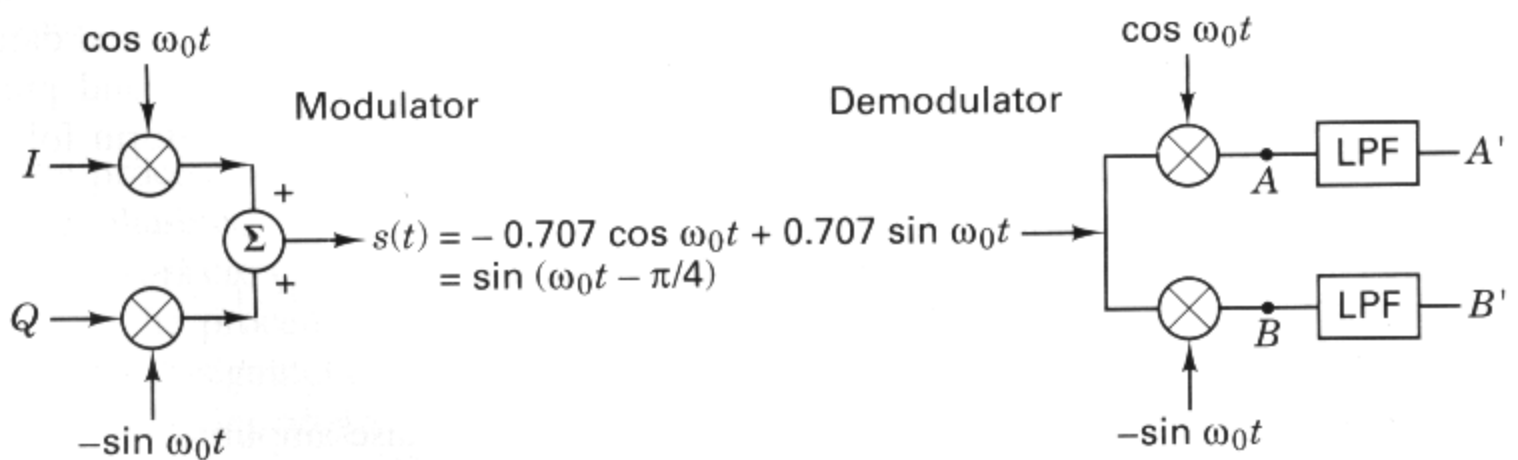 cos ω₀t
Modulator
I
+
Σ
+
Q
−sin ω₀t
s(t) = − 0.707 cos ω₀t + 0.707 sin ω₀t
= sin (ω₀t − π/4)
cos ω₀t
Demodulator
A
LPF
A'
B
LPF
B'
−sin ω₀t